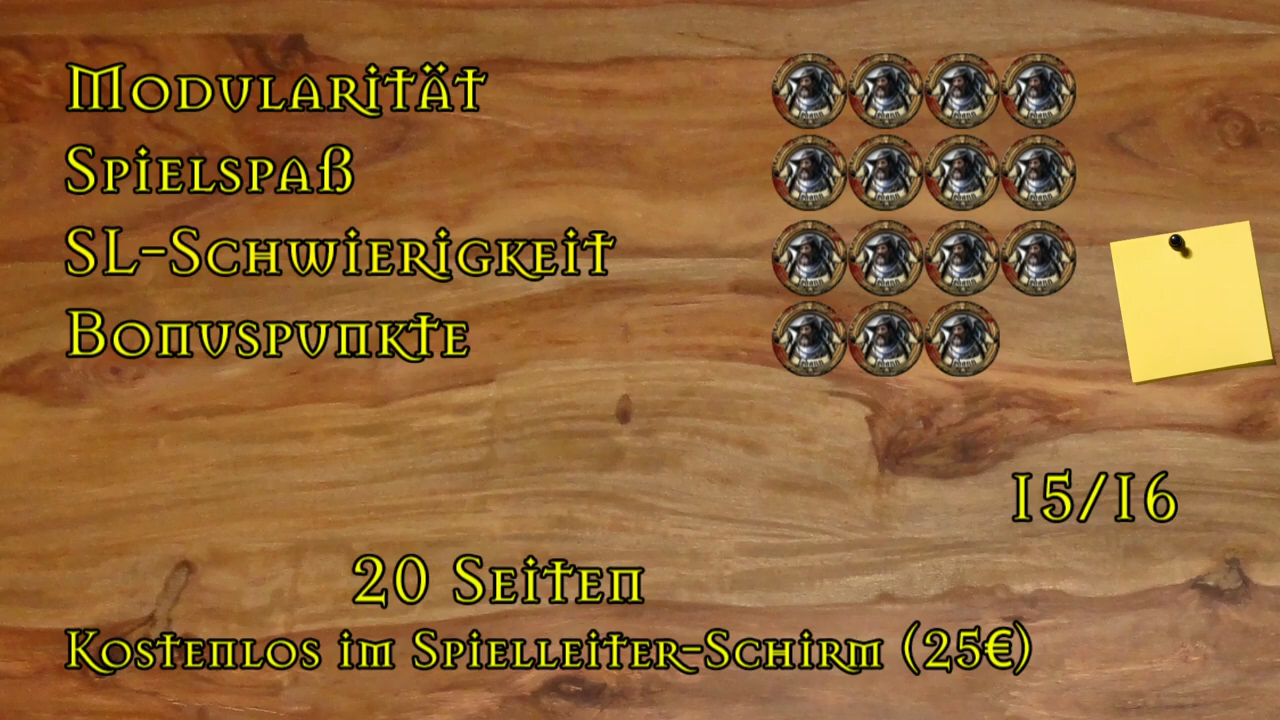 Modularität
Spielspaß
SL-Schwierigkeit
Bonuspunkte
15/16
20 Seiten
Kostenlos im Spielleiter-Schirm (25€)